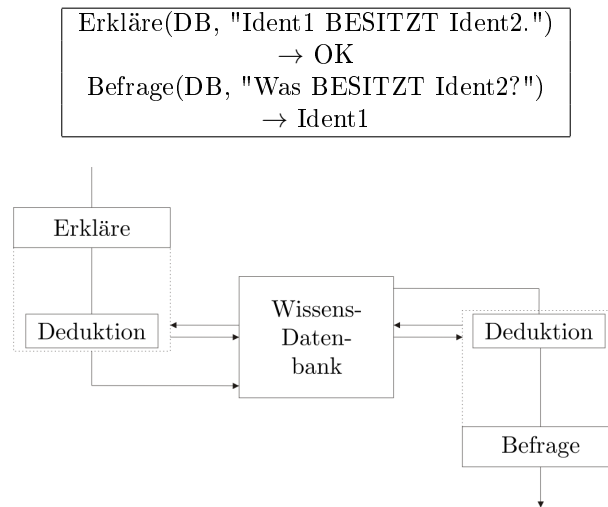 Erkläre(DB, "Ident1 BESITZT Ident2.")
→ OK
Befrage(DB, "Was BESITZT Ident2?")
→ Ident1
Erkläre
Deduktion
Wissens-
Daten-
bank
Deduktion
Befrage